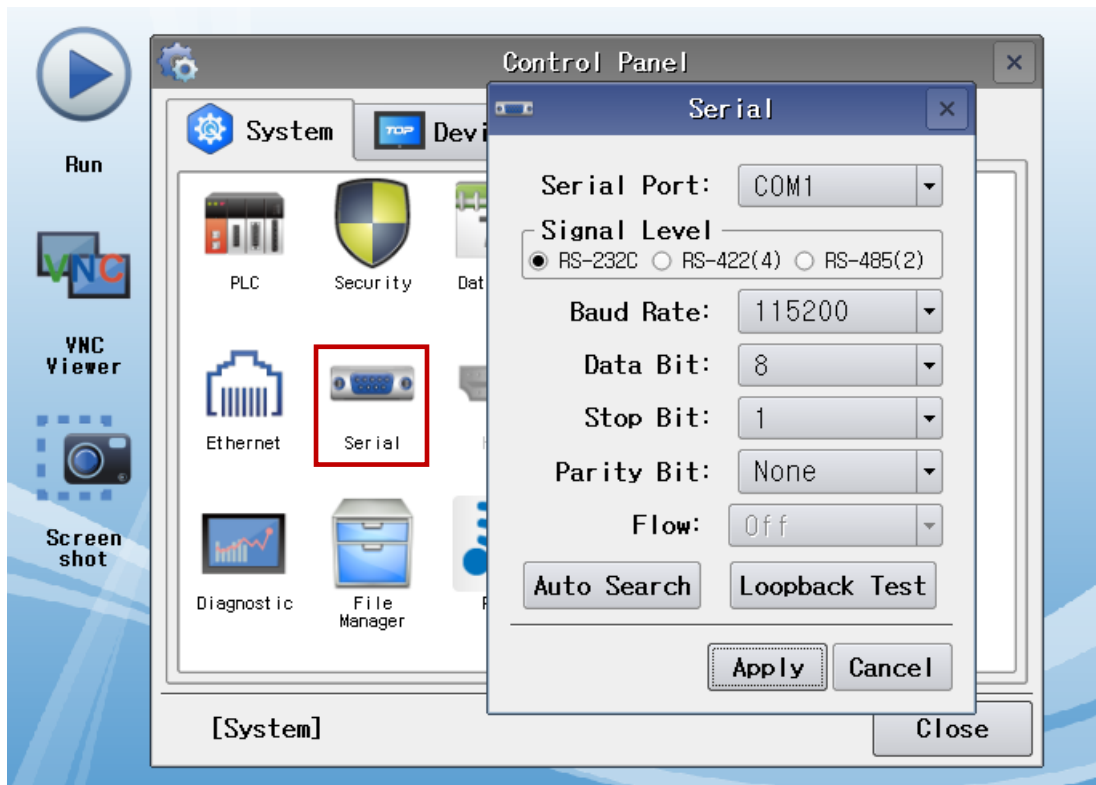 Control Panel
Serial
System
TOP
Devi
Run
VNC
VNC
Viewer
Screen
shot
PLC
Security
Dat
Ethernet
Serial
Diagnostic
File
Manager
Serial Port: COM1
Signal Level
RS-232C RS-422(4) RS-485(2)
Baud Rate: 115200
Data Bit: 8
Stop Bit: 1
Parity Bit: None
Flow: Off
Auto Search Loopback Test
Apply Cancel
[System]
Close